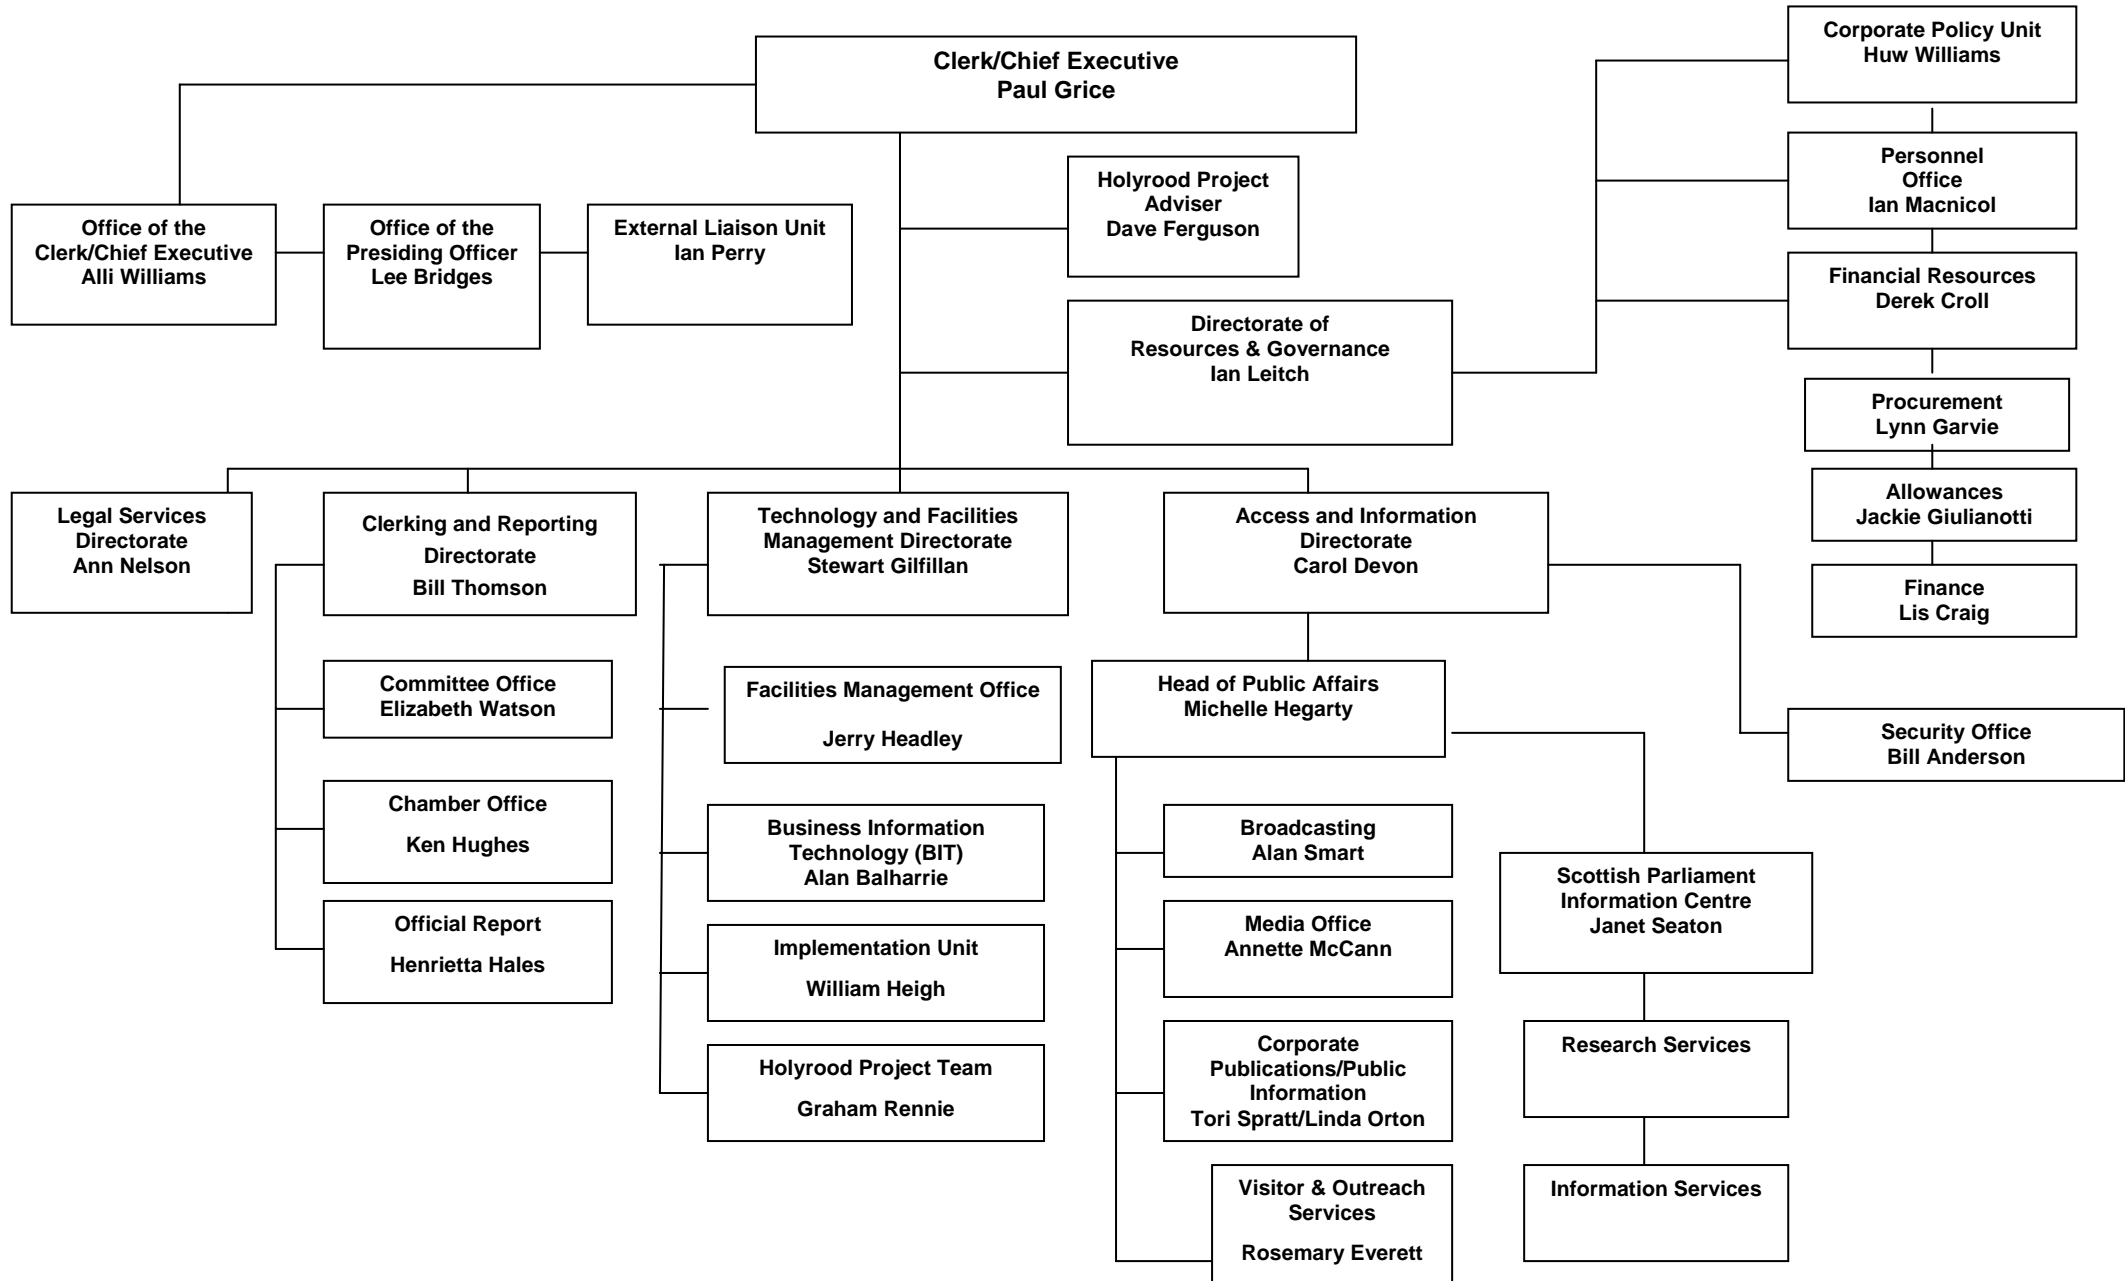 Clerk/Chief Executive
Paul Grice
Corporate Policy Unit
Huw Williams
Personnel
Office
Ian Macnicol
Holyrood Project
Adviser
Dave Ferguson
Office of the
Clerk/Chief Executive
Alli Williams
Office of the
Presiding Officer
Lee Bridges
External Liaison Unit
Ian Perry
Financial Resources
Derek Croll
Directorate of
Resources & Governance
Ian Leitch
Procurement
Lynn Garvie
Allowances
Jackie Giulianotti
Finance
Lis Craig
Legal Services
Directorate
Ann Nelson
Clerking and Reporting
Directorate
Bill Thomson
Technology and Facilities
Management Directorate
Stewart Gilfillan
Access and Information
Directorate
Carol Devon
Committee Office
Elizabeth Watson
Chamber Office
Ken Hughes
Official Report
Henrietta Hales
Facilities Management Office
Jerry Headley
Business Information
Technology (BIT)
Alan Balharrie
Implementation Unit
William Heigh
Holyrood Project Team
Graham Rennie
Head of Public Affairs
Michelle Hegarty
Security Office
Bill Anderson
Broadcasting
Alan Smart
Media Office
Annette McCann
Corporate
Publications/Public
Information
Tori Spratt/Linda Orton
Visitor & Outreach
Services
Rosemary Everett
Scottish Parliament
Information Centre
Janet Seaton
Research Services
Information Services